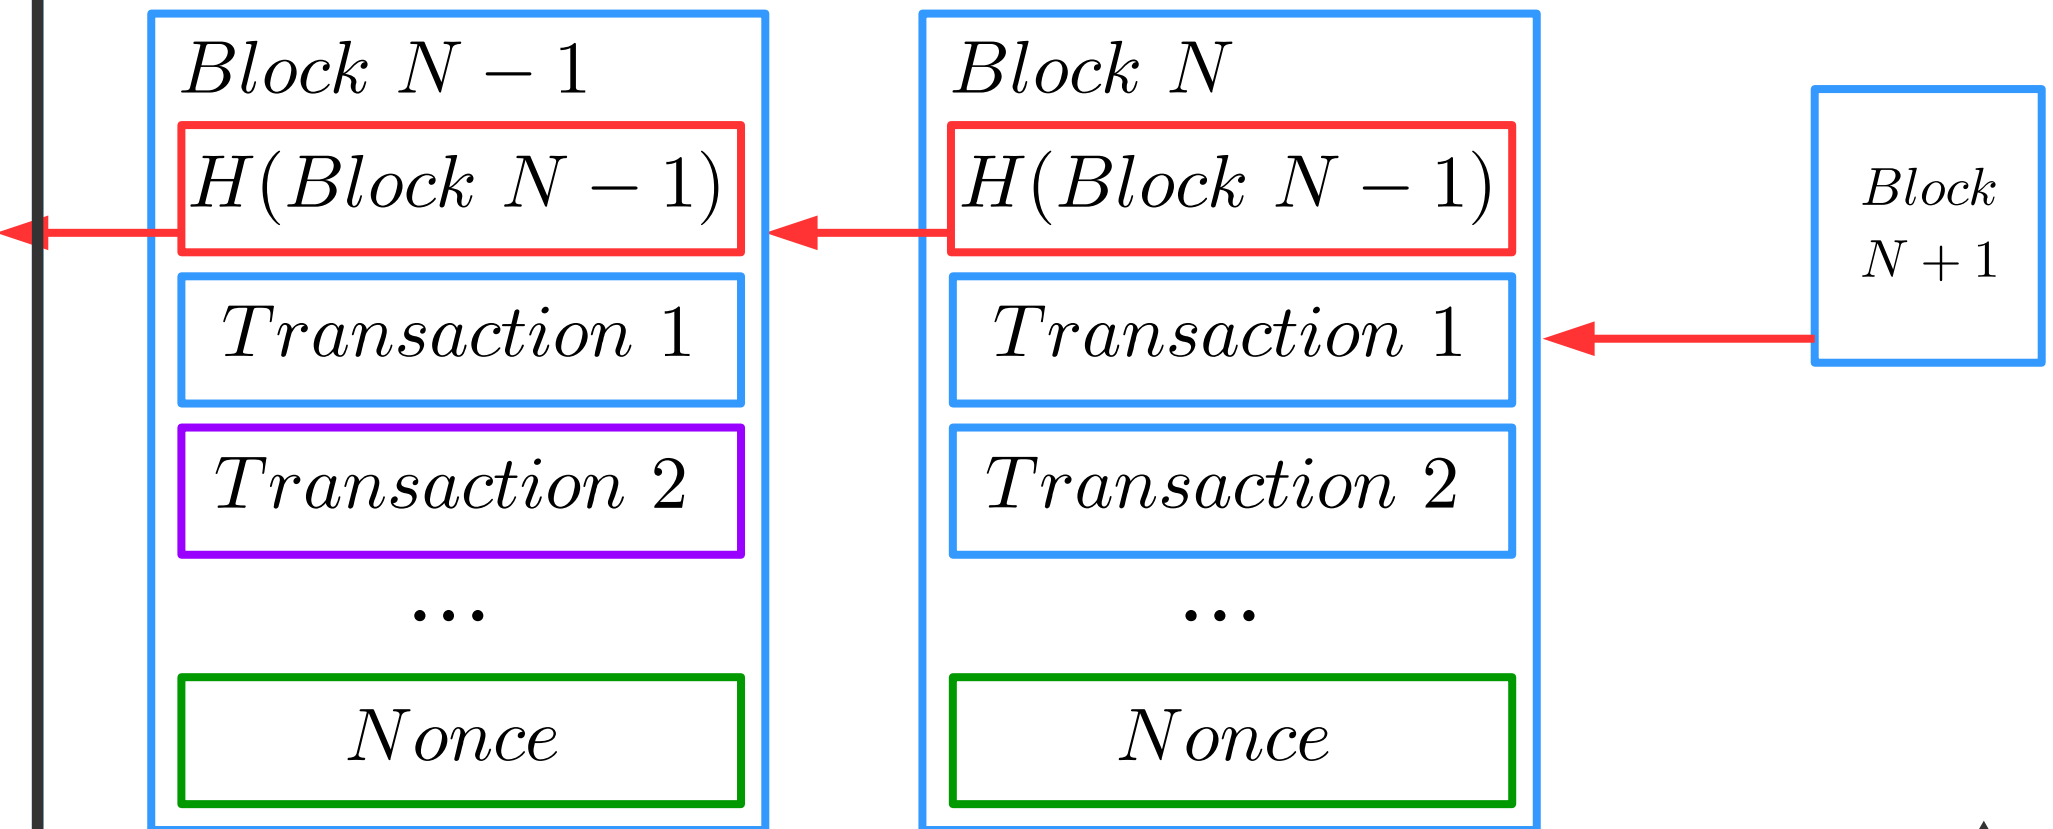 Block N − 1
H(Block N − 1)
Transaction 1
Transaction 2
...
Nonce
Block N
H(Block N − 1)
Transaction 1
Transaction 2
...
Nonce
Block
N + 1